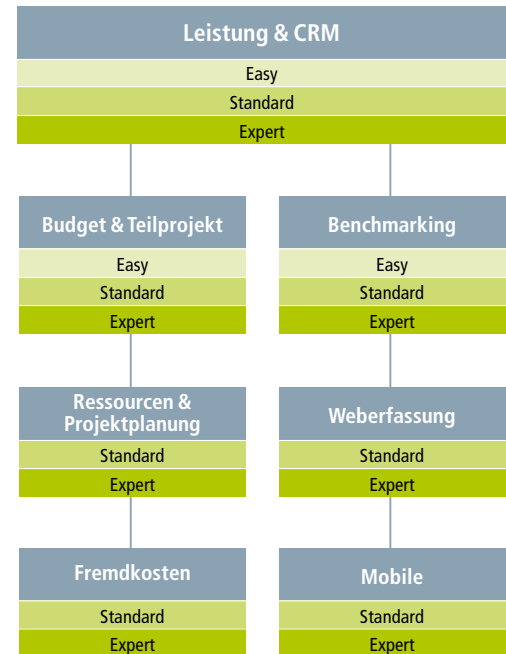 Leistung & CRM
Easy
Standard
Expert
Budget & Teilprojekt
Easy
Standard
Expert
Benchmarking
Easy
Standard
Expert
Ressourcen &
Projektplanung
Standard
Expert
Weberfassung
Standard
Expert
Fremdkosten
Standard
Expert
Mobile
Standard
Expert